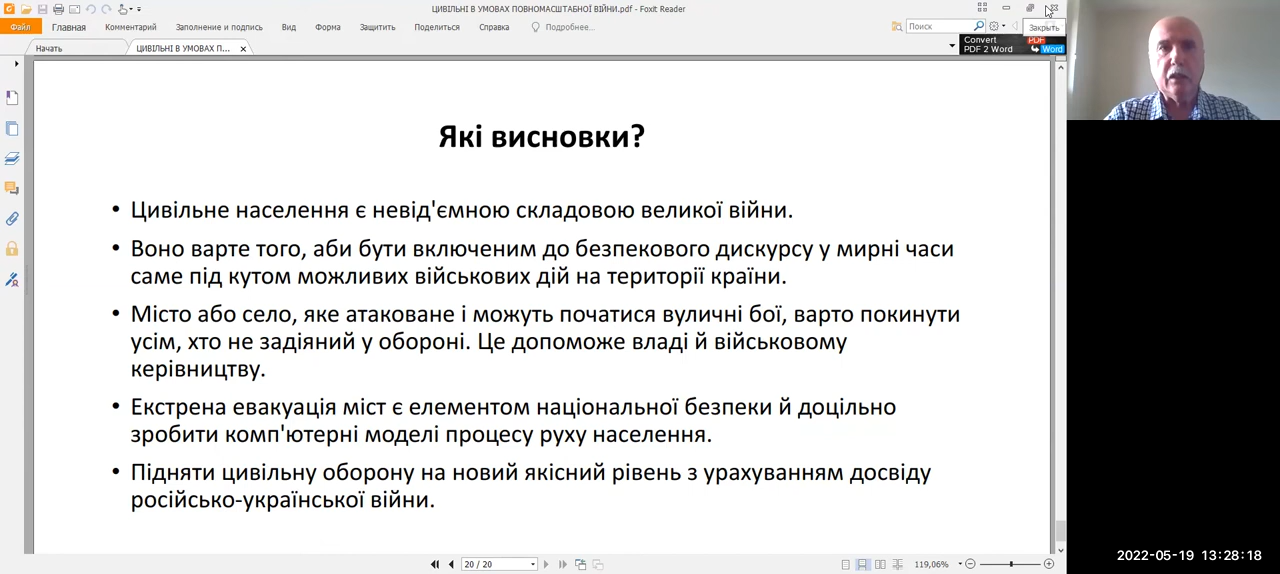 ЦИВІЛЬНІ В УМОВАХ ПОВНОМАСШТАБНОЇ ВІЙНИ.pdf - Foxit Reader
Файл Главная Комментарий Заполнение и подпись Вид Форма Защитить Поделиться Справка Подробнее... Поиск Закрыть
Convert PDF
PDF 2 Word Word
Начать ЦИВІЛЬНІ В УМОВАХ П...
Які висновки?
• Цивільне населення є невід'ємною складовою великої війни.
• Воно варте того, аби бути включеним до безпекового дискурсу у мирні часи
саме під кутом можливих військових дій на території країни.
• Місто або село, яке атаковане і можуть початися вуличні бої, варто покинути
усім, хто не задіяний у обороні. Це допоможе владі й військовому
керівництву.
• Екстрена евакуація міст є елементом національної безпеки й доцільно
зробити комп'ютерні моделі процесу руху населення.
• Підняти цивільну оборону на новий якісний рівень з урахуванням досвіду
російсько-української війни.
20 / 20 119,06%
2022-05-19 13:28:18